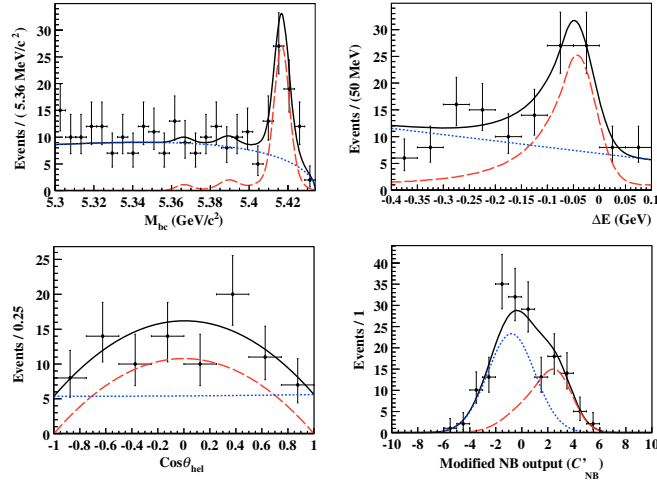 Events / ( 5.36 MeV/c²)
35
30
25
20
15
10
5
0
5.3 5.32 5.34 5.36 5.38 5.4 5.42
M_bc (GeV/c²)
Events / (50 MeV)
35
30
25
20
15
10
5
0
-0.4 -0.35 -0.3 -0.25 -0.2 -0.15 -0.1 -0.05 0 0.05 0.1
ΔE (GeV)
Events / 0.25
25
20
15
10
5
0
-1 -0.8 -0.6 -0.4 -0.2 0 0.2 0.4 0.6 0.8 1
Cosθ_hel
Events / 1
40
35
30
25
20
15
10
5
0
-10 -8 -6 -4 -2 0 2 4 6 8 10
Modified NB output (C'_NB)